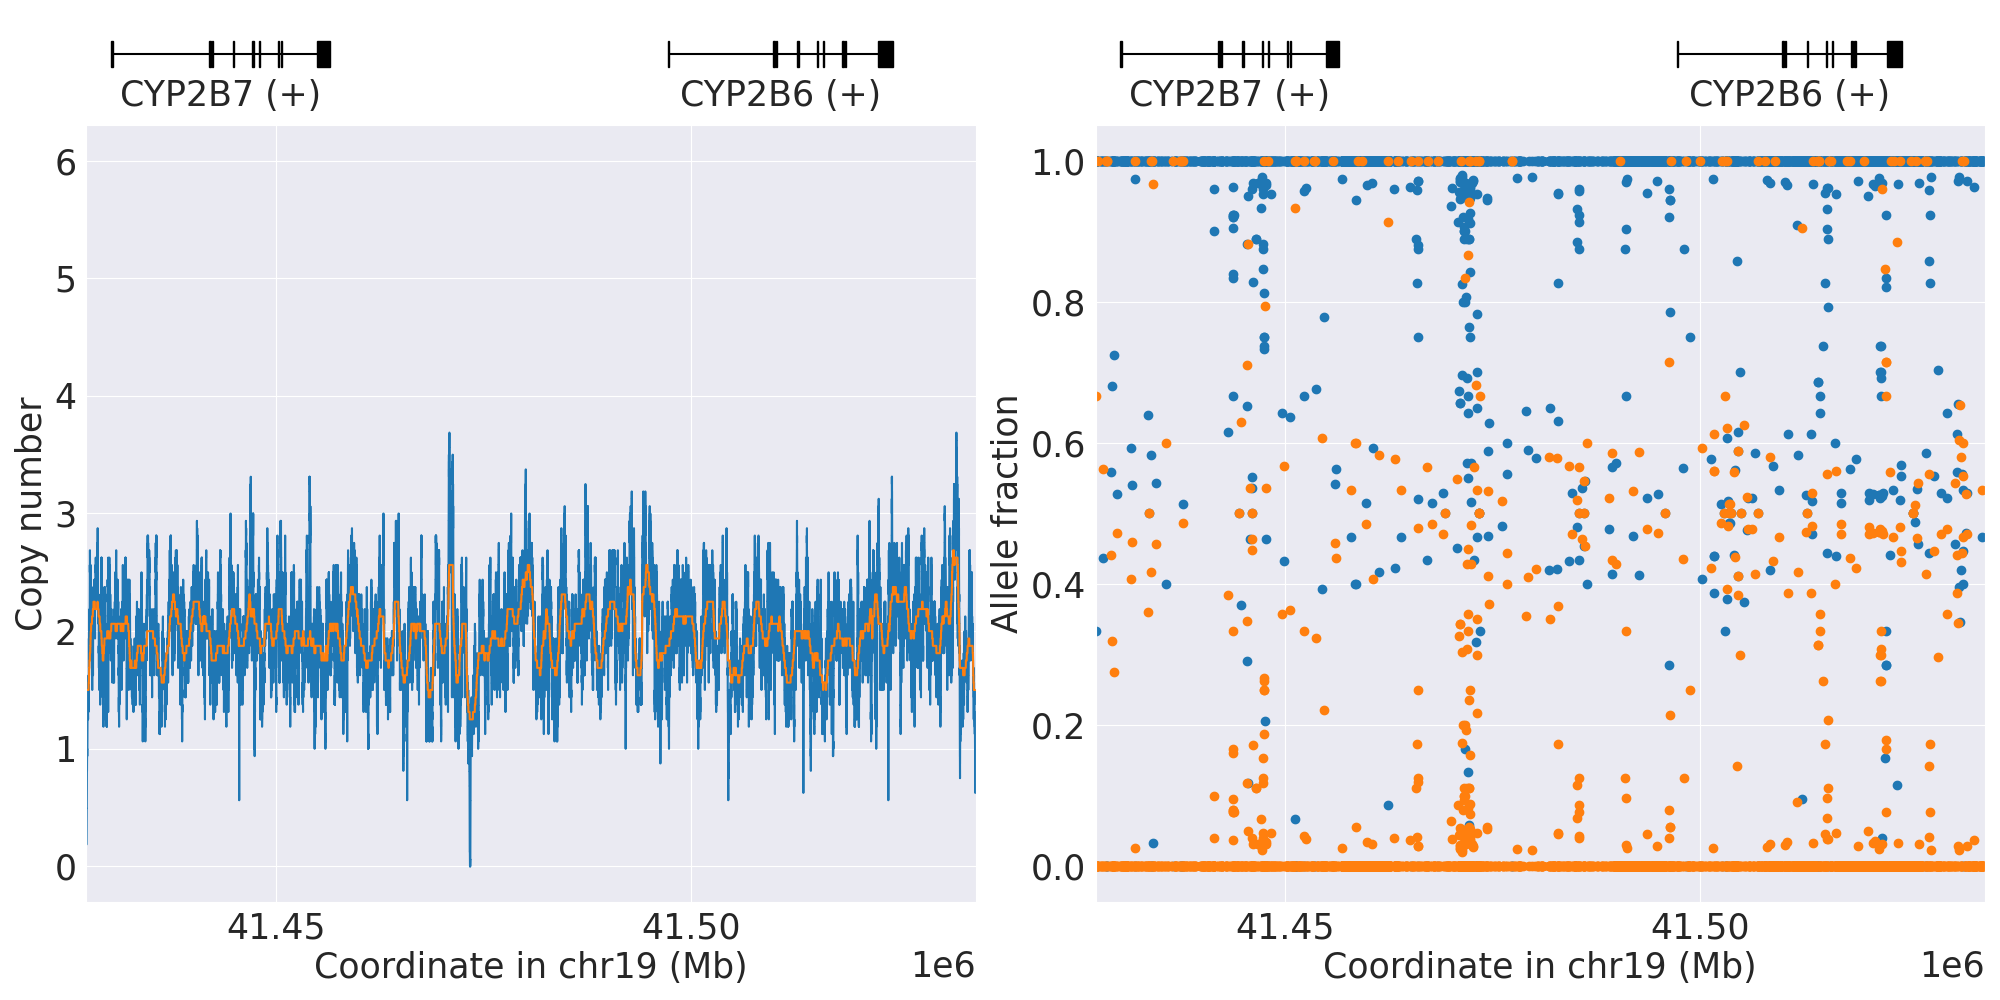 CYP2B7 (+)
CYP2B6 (+)
6
5
4
3
2
1
0
Copy number
41.45
41.50
Coordinate in chr19 (Mb)
1e6
CYP2B7 (+)
CYP2B6 (+)
1.0
0.8
0.6
0.4
0.2
0.0
Allele fraction
41.45
41.50
Coordinate in chr19 (Mb)
1e6